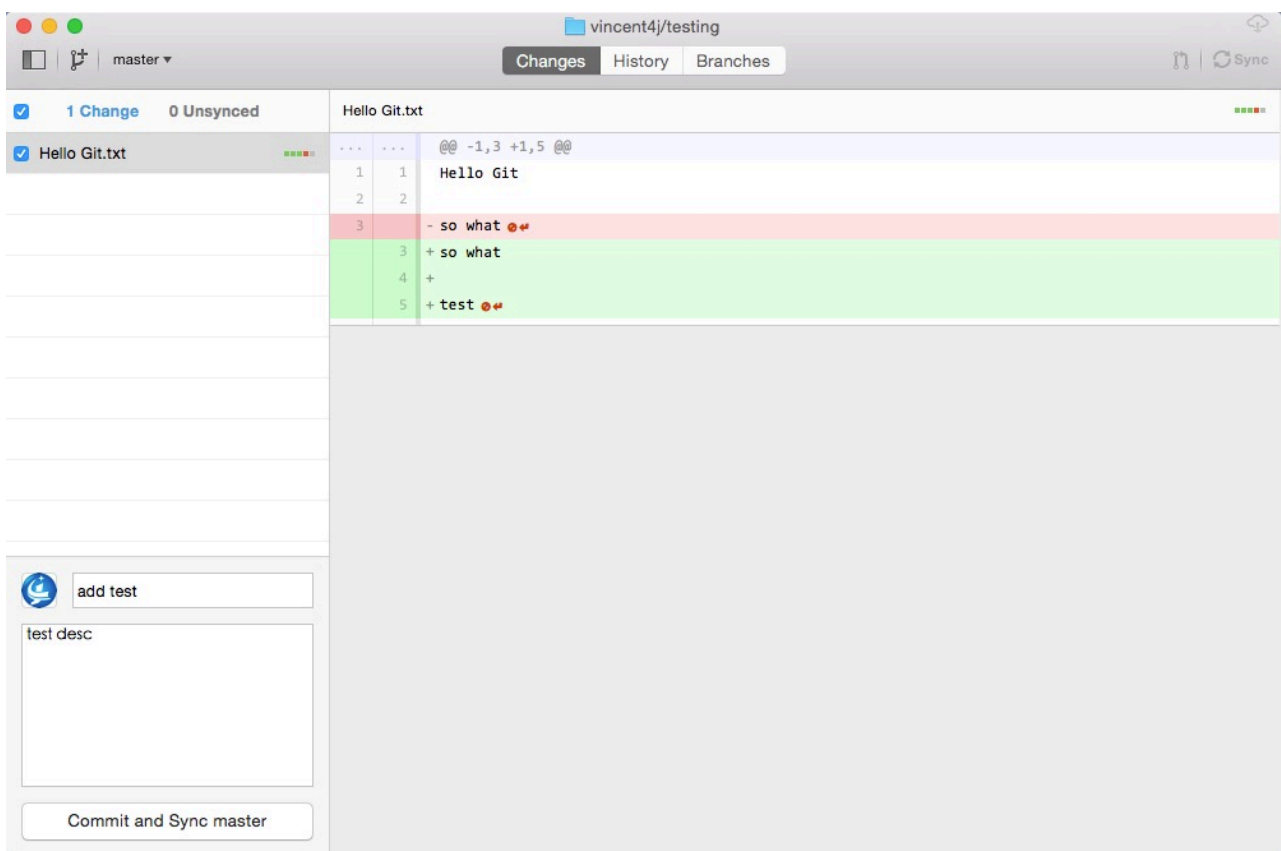 vincent4j/testing
master ▾
Changes History Branches
Sync
1 Change 0 Unsynced
Hello Git.txt
Hello Git.txt
... ... @@ -1,3 +1,5 @@
1 1 Hello Git
2 2
3 - so what
3 + so what
4 +
5 + test
add test
test desc
Commit and Sync master